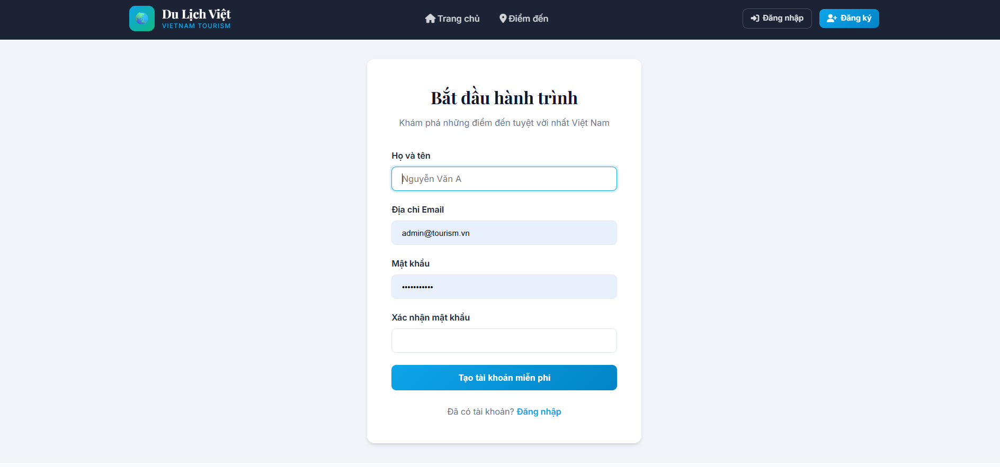 Du Lịch Việt
VIETNAM TOURISM
Trang chủ
Điểm đến
Đăng nhập
Đăng ký
Bắt đầu hành trình
Khám phá những điểm đến tuyệt vời nhất Việt Nam
Họ và tên
Nguyễn Văn A
Địa chỉ Email
admin@tourism.vn
Mật khẩu
•••••••••••
Xác nhận mật khẩu
Tạo tài khoản miễn phí
Đã có tài khoản? Đăng nhập